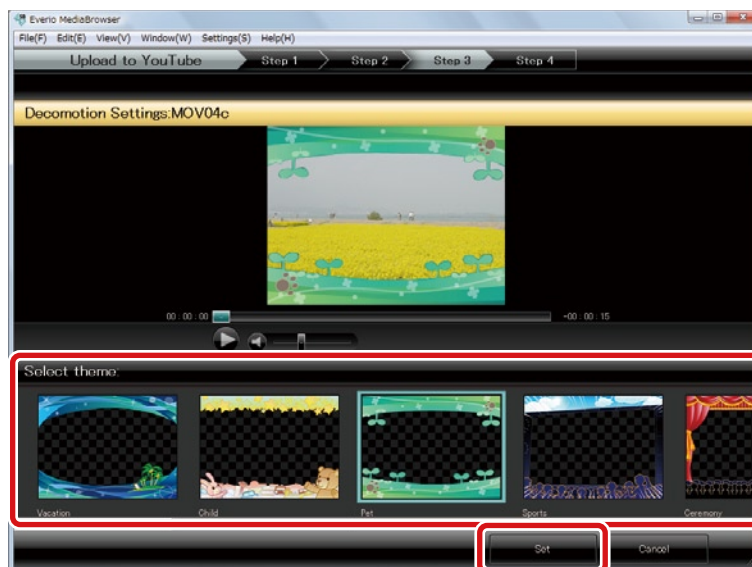 Everio MediaBrowser
File(F) Edit(E) View(V) Window(W) Settings(S) Help(H)
Upload to YouTube Step 1 Step 2 Step 3 Step 4
Decomotion Settings:MOV04c
00 : 00 : 00 -00 : 00 : 15
Select theme:
Vacation Child Pet Sports Ceremony
Set Cancel